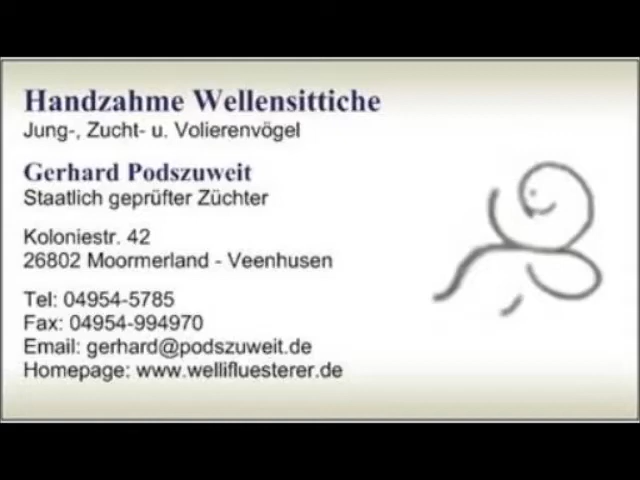 Handzahme Wellensittiche
Jung-, Zucht- u. Volierenvögel
Gerhard Podszuweit
Staatlich geprüfter Züchter
Koloniestr. 42
26802 Moormerland - Veenhusen
Tel: 04954-5785
Fax: 04954-994970
Email: gerhard@podszuweit.de
Homepage: www.wellifluesterer.de